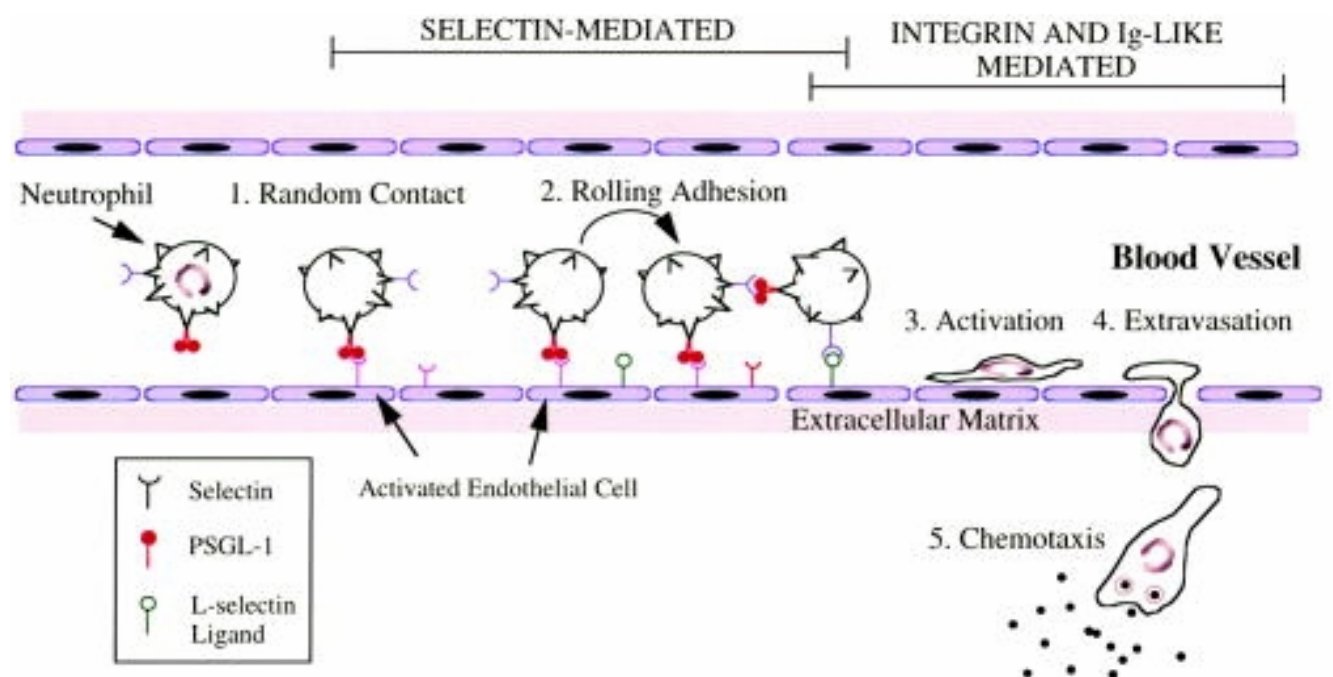 SELECTIN-MEDIATED
INTEGRIN AND Ig-LIKE
MEDIATED
Neutrophil
1. Random Contact
2. Rolling Adhesion
Blood Vessel
3. Activation
4. Extravasation
Extracellular Matrix
Activated Endothelial Cell
Selectin
PSGL-1
L-selectin
Ligand
5. Chemotaxis